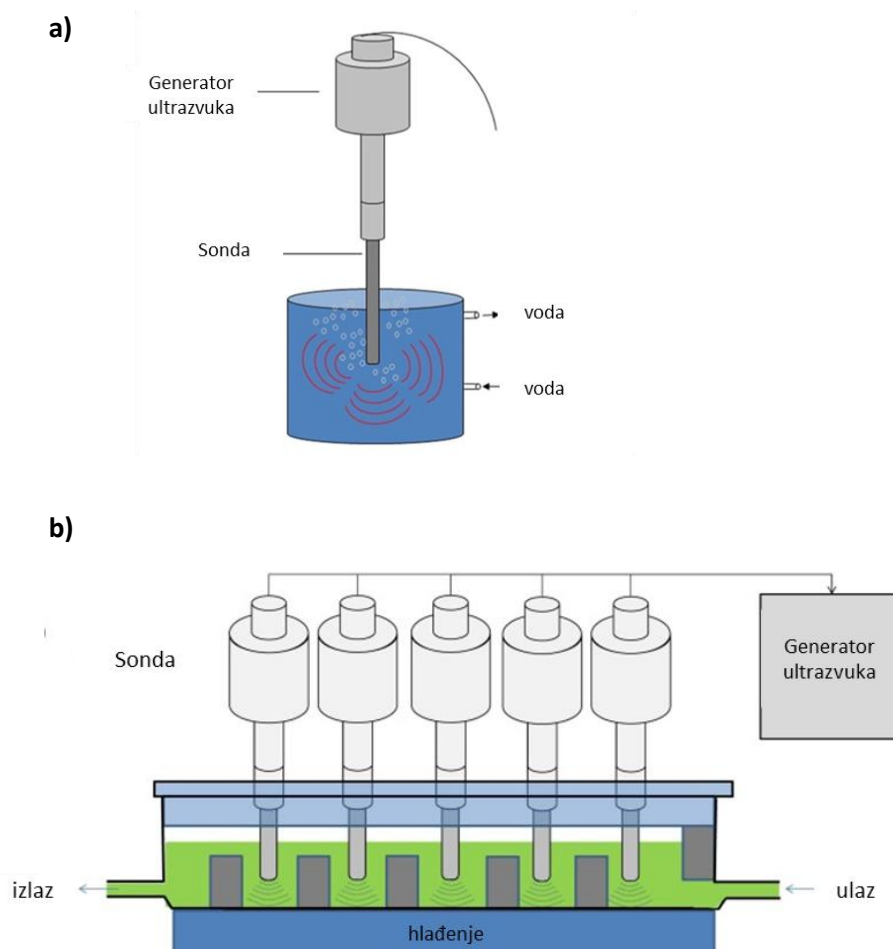 a)
Generator
ultrazvuka
Sonda
voda
voda
b)
Sonda
Generator
ultrazvuka
izlaz
ulaz
hlađenje